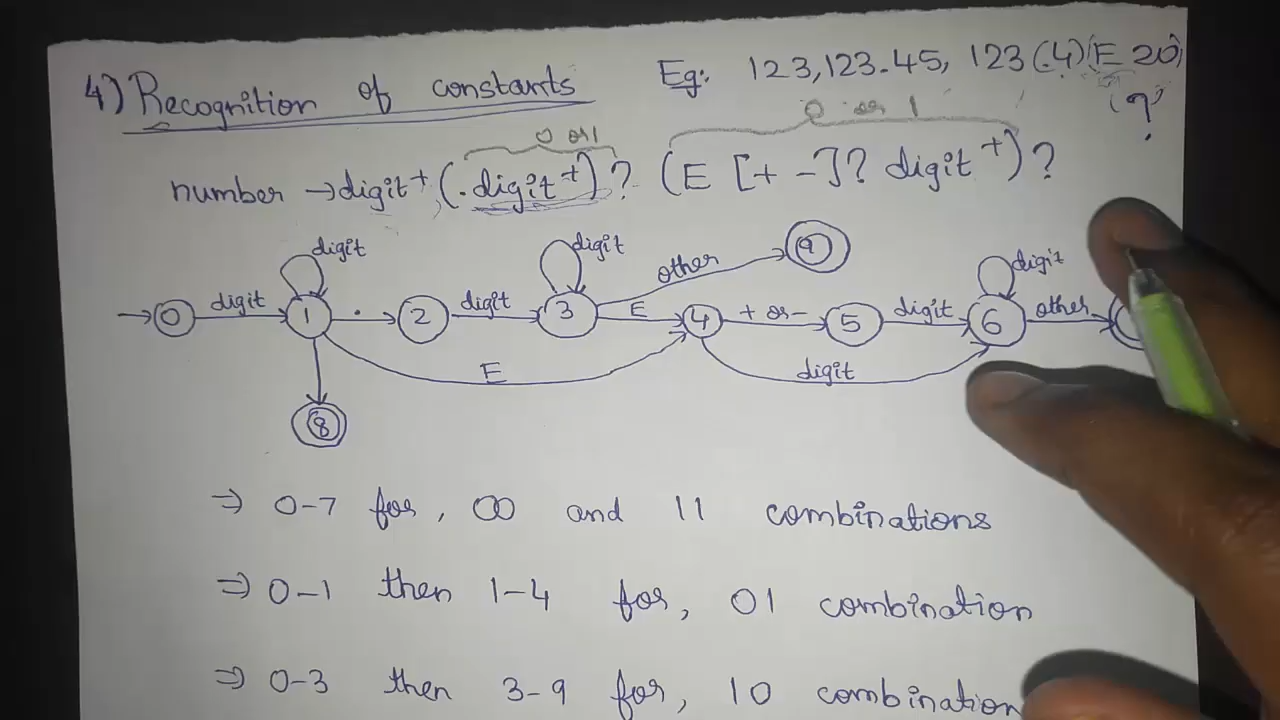 4) Recognition of constants Eg: 123, 123.45, 123(.4)(E 20)
0 or 1 0 or 1 (?)
number → digit+ (.digit+)? (E [+ -]? digit+)?
digit digit 9 digit
other
0 digit 1 . 2 digit 3 E 4 + or - 5 digit 6 other
E digit
8
⇒ 0-7 for, 00 and 11 combinations
⇒ 0-1 then 1-4 for, 01 combination
⇒ 0-3 then 3-9 for, 10 combination